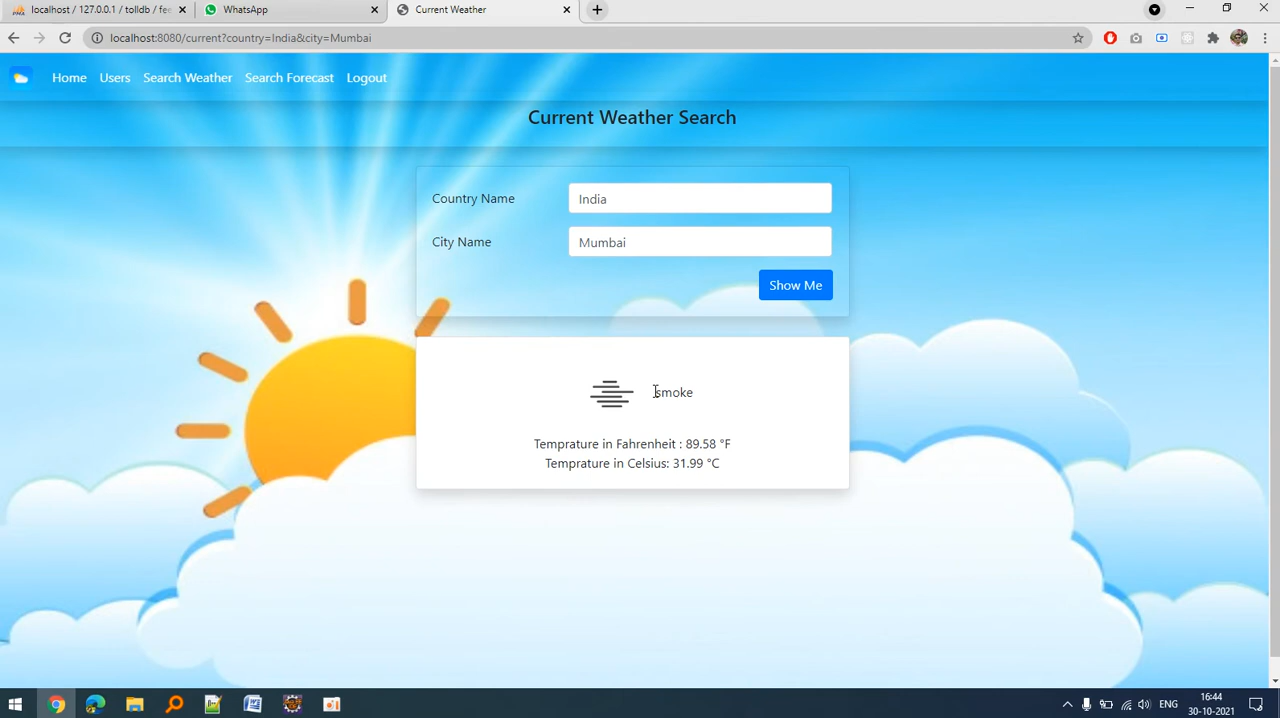 localhost / 127.0.0.1 / tolldb / fee
WhatsApp
Current Weather
localhost:8080/current?country=India&city=Mumbai
Home Users Search Weather Search Forecast Logout
Current Weather Search
Country Name India
City Name Mumbai
Show Me
smoke
Temprature in Fahrenheit : 89.58 °F
Temprature in Celsius: 31.99 °C
ENG
16:44
30-10-2021